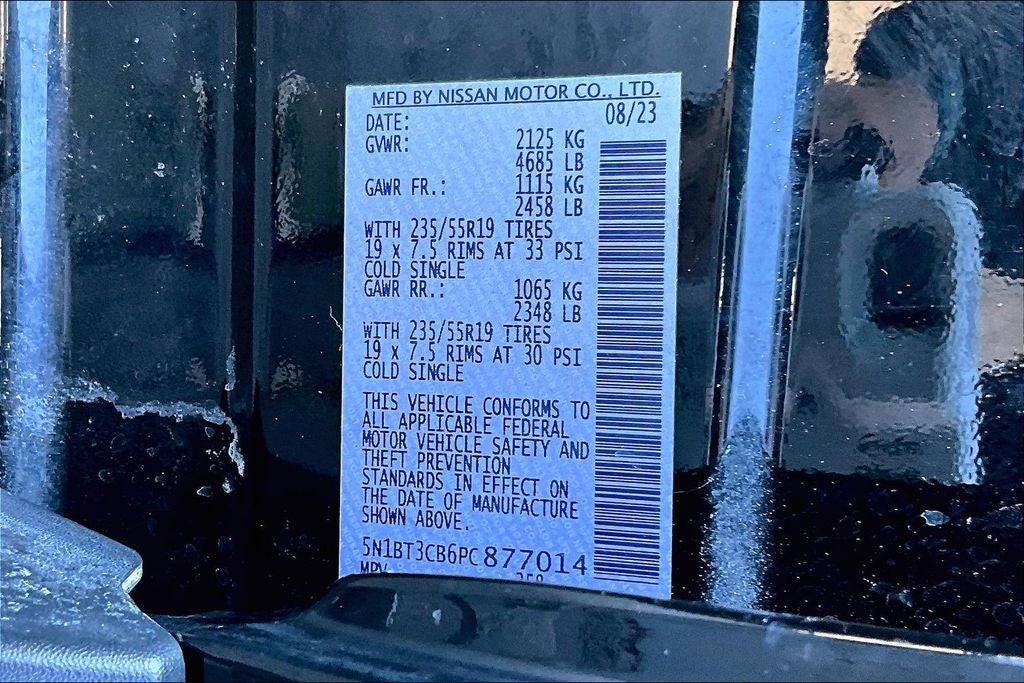 MFD BY NISSAN MOTOR CO., LTD.
DATE: 08/23
GVWR: 2125 KG
4685 LB
GAWR FR.: 1115 KG
2458 LB
WITH 235/55R19 TIRES
19 x 7.5 RIMS AT 33 PSI
COLD SINGLE
GAWR RR.: 1065 KG
2348 LB
WITH 235/55R19 TIRES
19 x 7.5 RIMS AT 30 PSI
COLD SINGLE
THIS VEHICLE CONFORMS TO
ALL APPLICABLE FEDERAL
MOTOR VEHICLE SAFETY AND
THEFT PREVENTION
STANDARDS IN EFFECT ON
THE DATE OF MANUFACTURE
SHOWN ABOVE.
5N1BT3CB6PC877014
MPV